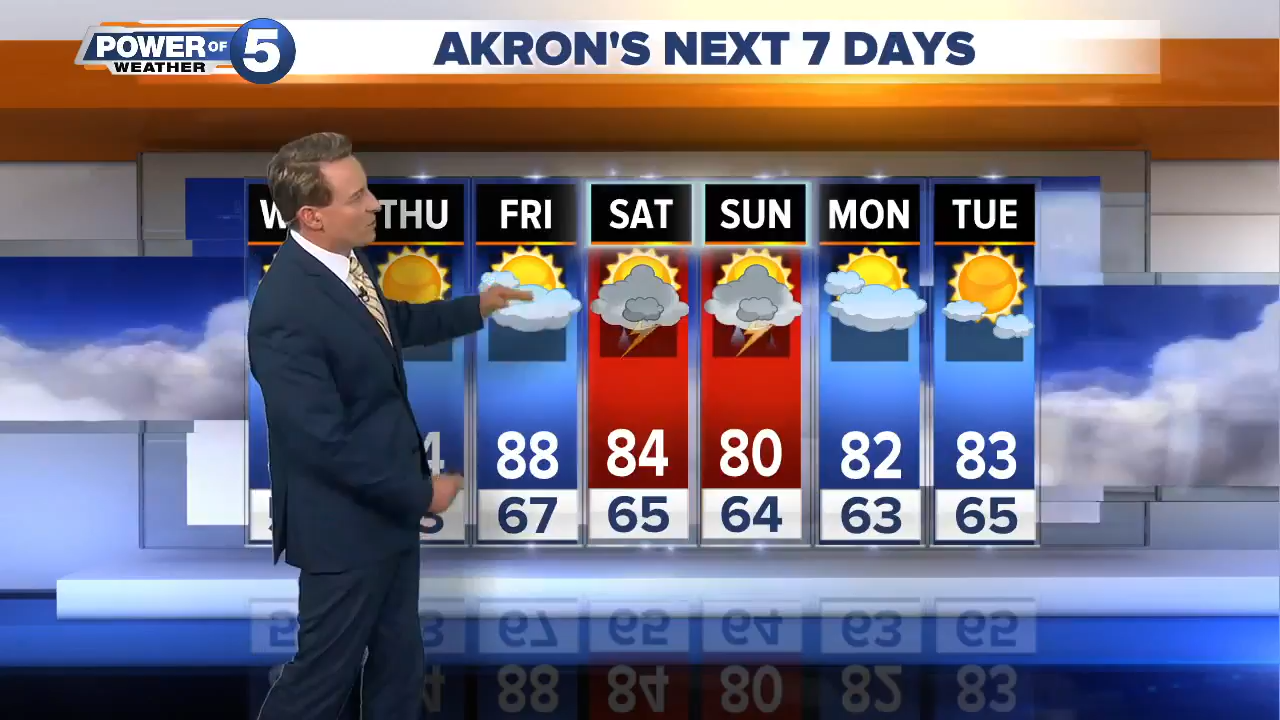 POWER OF 5
WEATHER
AKRON'S NEXT 7 DAYS
THU FRI SAT SUN MON TUE
88 84 80 82 83
67 65 64 63 65